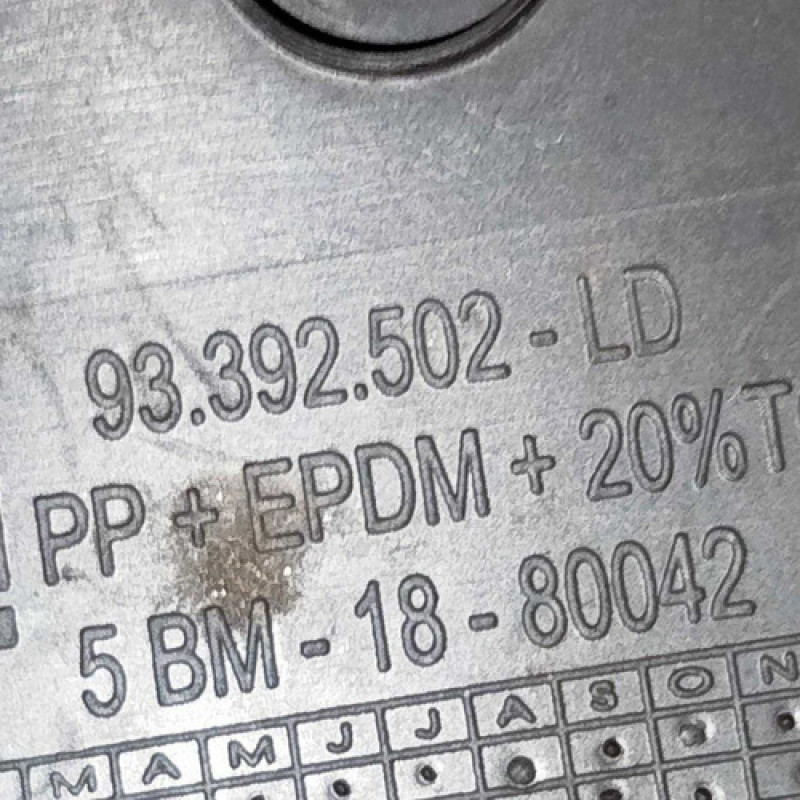 93.392.502 - LD
PP + EPDM + 20%T
5 BM - 18 - 80042
M A M J J A S O N